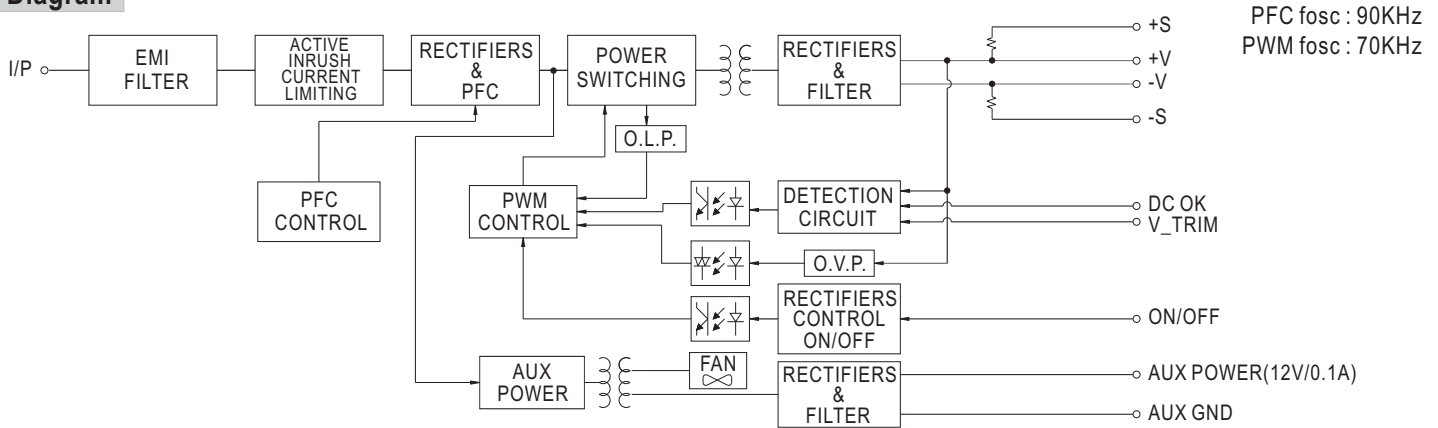 Diagram
PFC fosc : 90KHz
PWM fosc : 70KHz
I/P
EMI
FILTER
ACTIVE
INRUSH
CURRENT
LIMITING
RECTIFIERS
&
PFC
POWER
SWITCHING
RECTIFIERS
&
FILTER
+S
+V
-V
-S
O.L.P.
PFC
CONTROL
PWM
CONTROL
DETECTION
CIRCUIT
DC OK
V_TRIM
O.V.P.
RECTIFIERS
CONTROL
ON/OFF
ON/OFF
AUX
POWER
FAN
RECTIFIERS
&
FILTER
AUX POWER(12V/0.1A)
AUX GND